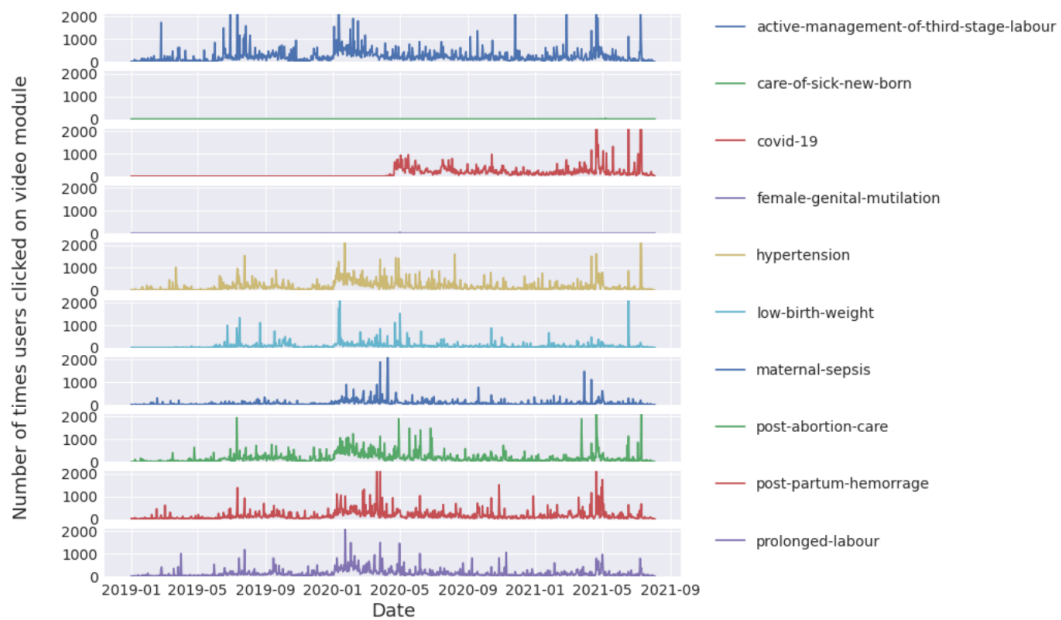 Number of times users clicked on video module
2000
1000
0
active-management-of-third-stage-labour
2000
1000
0
care-of-sick-new-born
2000
1000
0
covid-19
2000
1000
0
female-genital-mutilation
2000
1000
0
hypertension
2000
1000
0
low-birth-weight
2000
1000
0
maternal-sepsis
2000
1000
0
post-abortion-care
2000
1000
0
post-partum-hemorrage
2000
1000
0
prolonged-labour
2019-01 2019-05 2019-09 2020-01 2020-05 2020-09 2021-01 2021-05 2021-09
Date